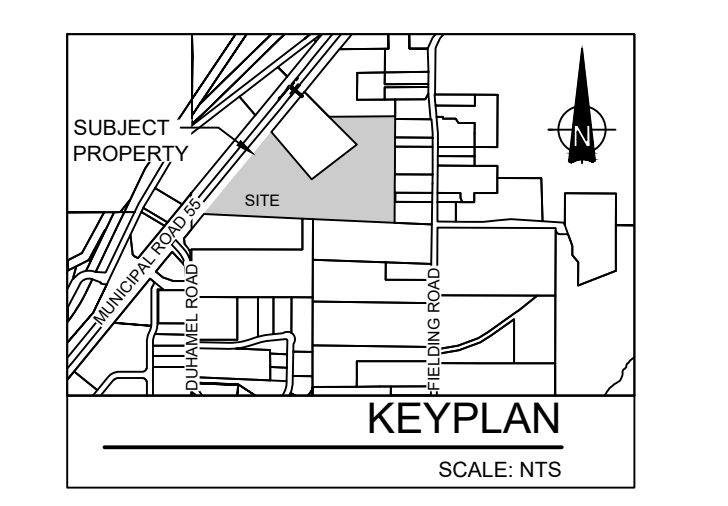 SUBJECT
PROPERTY
N
SITE
MUNICIPAL ROAD 55
DUHAMEL ROAD
FIELDING ROAD
KEYPLAN
SCALE: NTS